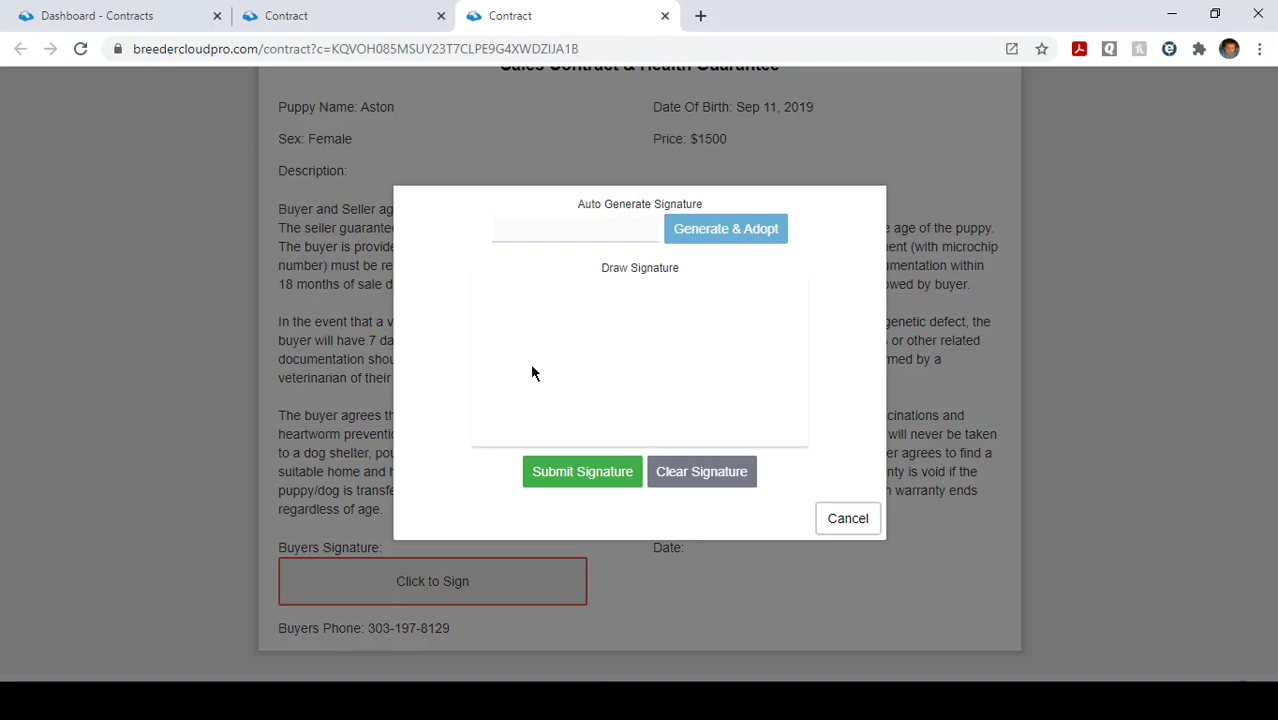 Dashboard - Contracts
Contract
Contract
breedercloudpro.com/contract?c=KQVOH085MSUY23T7CLPE9G4XWDZIJA1B
Sales Contract & Health Guarantee
Puppy Name: Aston
Date Of Birth: Sep 11, 2019
Sex: Female
Price: $1500
Description:
Auto Generate Signature
Generate & Adopt
Draw Signature
Submit Signature
Clear Signature
Cancel
Buyer and Seller ag
The seller guarante
e age of the puppy.
The buyer is provide
ent (with microchip
number) must be re
umentation within
18 months of sale d
owed by buyer.
In the event that a v
genetic defect, the
buyer will have 7 da
s or other related
documentation shou
rmed by a
veterinarian of their
The buyer agrees th
cinations and
heartworm preventio
will never be taken
to a dog shelter, pou
er agrees to find a
suitable home and h
nty is void if the
puppy/dog is transfe
n warranty ends
regardless of age.
Buyers Signature:
Date:
Click to Sign
Buyers Phone: 303-197-8129